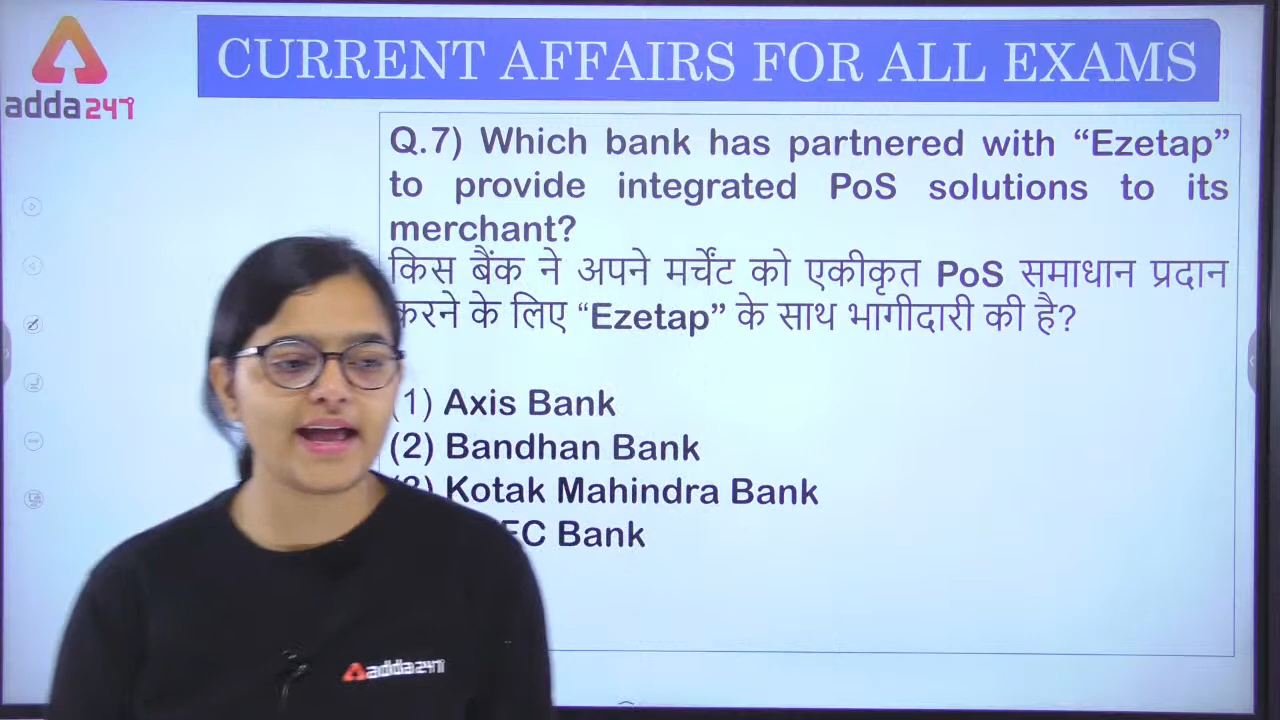 CURRENT AFFAIRS FOR ALL EXAMS
adda247
Q.7) Which bank has partnered with “Ezetap”
to provide integrated PoS solutions to its
merchant?
किस बैंक ने अपने मर्चेंट को एकीकृत PoS समाधान प्रदान
करने के लिए “Ezetap” के साथ भागीदारी की है?
(1) Axis Bank
(2) Bandhan Bank
(3) Kotak Mahindra Bank
Bank
adda247